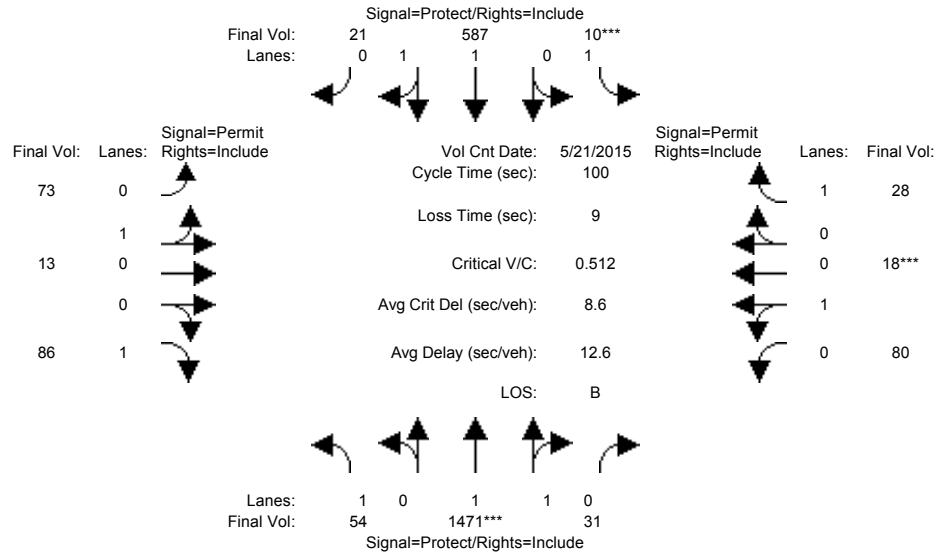 Signal=Protect/Rights=Include
Final Vol: 21 587 10***
Lanes: 0 1 1 0 1
Signal=Permit Signal=Permit
Final Vol: Lanes: Rights=Include Vol Cnt Date: 5/21/2015 Rights=Include Lanes: Final Vol:
Cycle Time (sec): 100
73 0 1 28
Loss Time (sec): 9
1 0
13 0 Critical V/C: 0.512 0 18***
0 Avg Crit Del (sec/veh): 8.6 1
86 1 Avg Delay (sec/veh): 12.6 0 80
LOS: B
Lanes: 1 0 1 1 0
Final Vol: 54 1471*** 31
Signal=Protect/Rights=Include